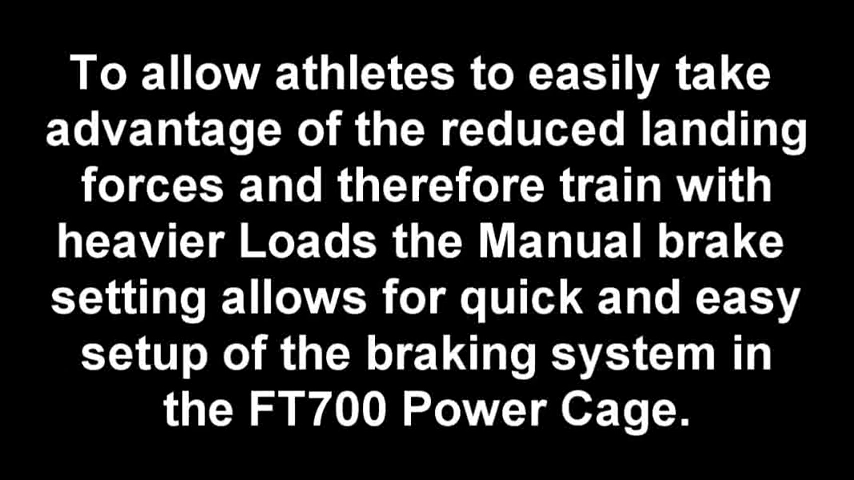 To allow athletes to easily take
advantage of the reduced landing
forces and therefore train with
heavier Loads the Manual brake
setting allows for quick and easy
setup of the braking system in
the FT700 Power Cage.